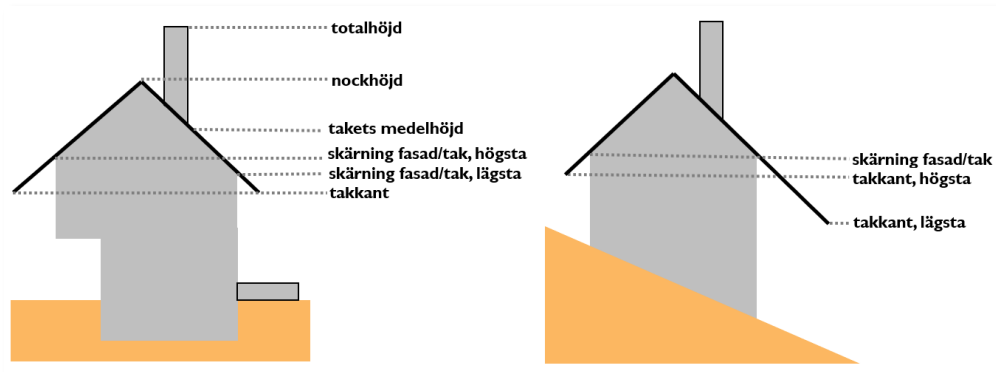 totalhöjd
nockhöjd
takets medelhöjd
skärning fasad/tak, högsta
skärning fasad/tak, lägsta
takkant
skärning fasad/tak
takkant, högsta
takkant, lägsta